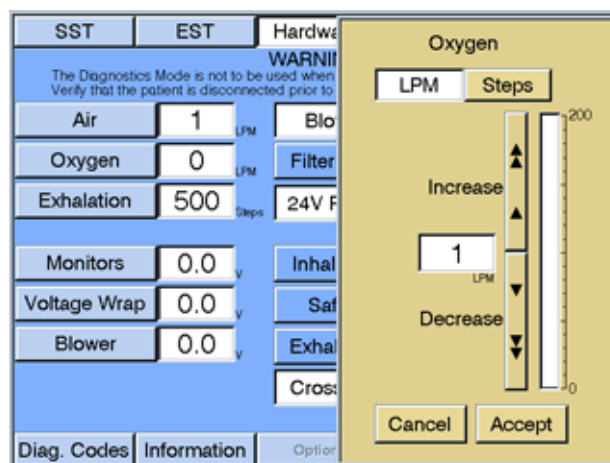 SST EST Hardwa
WARNIN
The Diagnostics Mode is not to be used when
Verify that the patient is disconnected prior to
Air 1 LPM Blo
Oxygen 0 LPM Filter
Exhalation 500 Steps 24V F
Monitors 0.0 V Inhal
Voltage Wrap 0.0 V Saf
Blower 0.0 V Exhal
Cross
Diag. Codes Information Option
Oxygen
LPM Steps
200
Increase
1
LPM
Decrease
0
Cancel Accept